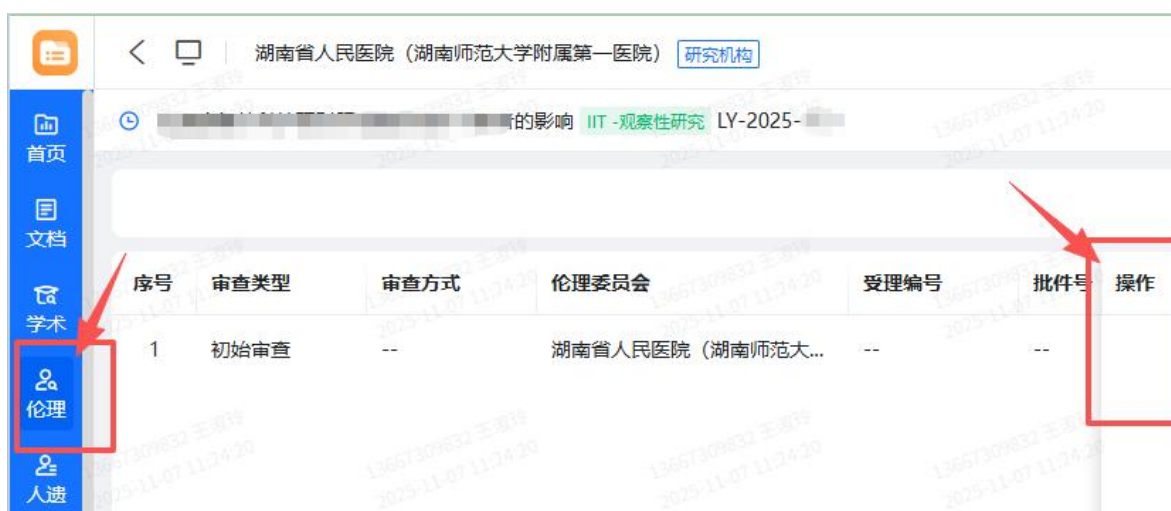 湖南省人民医院（湖南师范大学附属第一医院） 研究机构
的影响 IIT -观察性研究 LY-2025-
首页
文档
学术
伦理
人遗
序号 审查类型 审查方式 伦理委员会 受理编号 批件号 操作
1 初始审查 -- 湖南省人民医院（湖南师范大... -- --